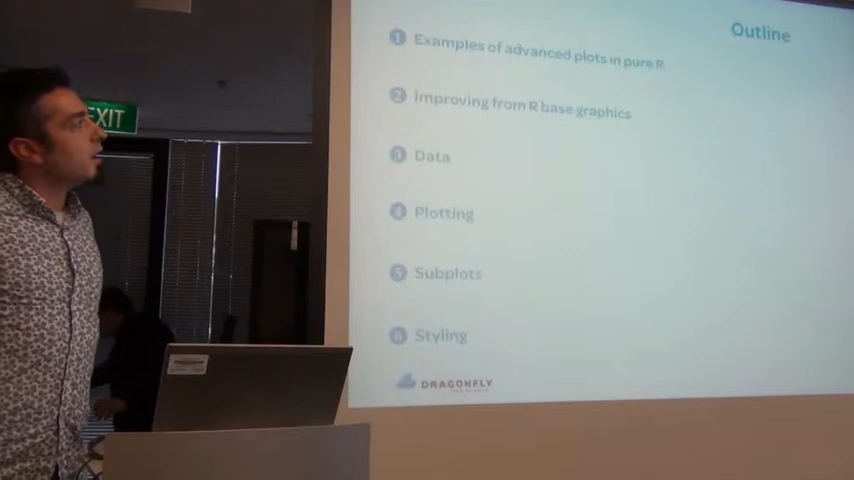 Outline
1 Examples of advanced plots in pure R
2 Improving from R base graphics
3 Data
4 Plotting
5 Subplots
6 Styling
DRAGONFLY
EXIT